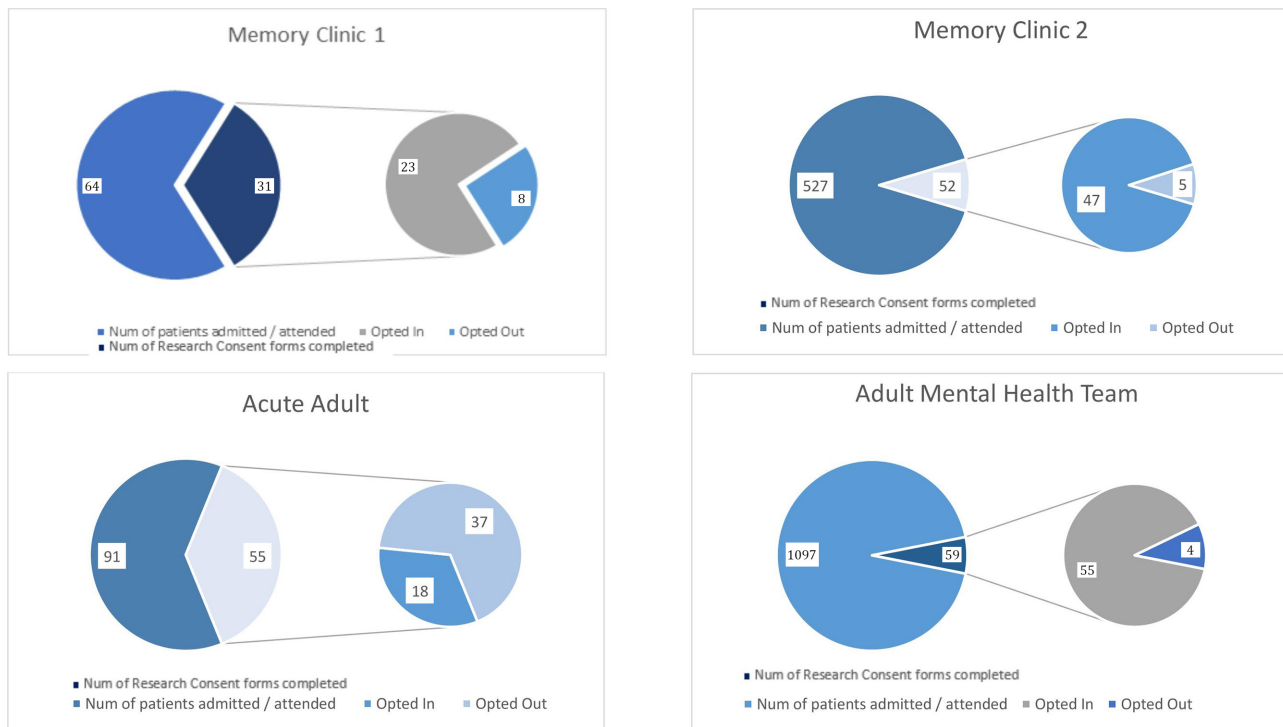 Memory Clinic 1
64
31
23
8
Num of patients admitted / attended Opted In Opted Out
Num of Research Consent forms completed
Memory Clinic 2
527
52
47
5
Num of Research Consent forms completed
Num of patients admitted / attended Opted In Opted Out
Acute Adult
91
55
37
18
Num of Research Consent forms completed
Num of patients admitted / attended Opted In Opted Out
Adult Mental Health Team
1097
59
55
4
Num of Research Consent forms completed
Num of patients admitted / attended Opted In Opted Out